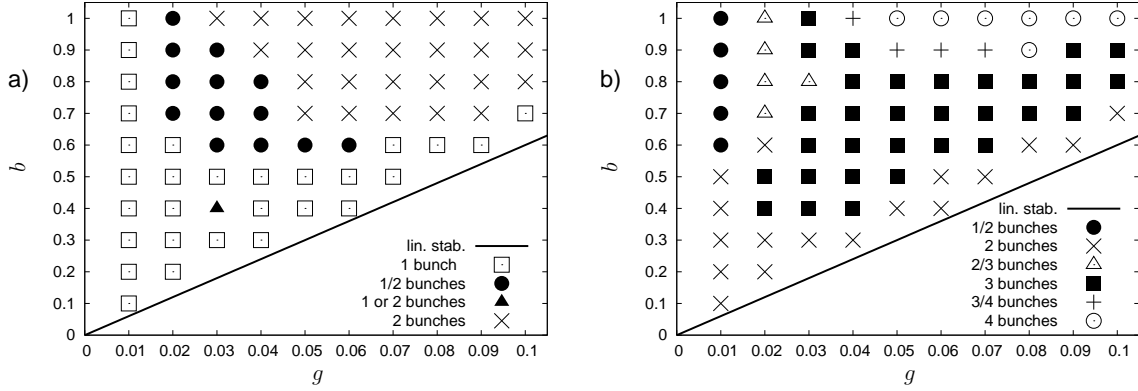 a)
1
0.9
0.8
0.7
0.6
0.5
0.4
0.3
0.2
0.1
0
b
0 0.01 0.02 0.03 0.04 0.05 0.06 0.07 0.08 0.09 0.1
g
lin. stab.
1 bunch
1/2 bunches
1 or 2 bunches
2 bunches
b)
1
0.9
0.8
0.7
0.6
0.5
0.4
0.3
0.2
0.1
0
b
0 0.01 0.02 0.03 0.04 0.05 0.06 0.07 0.08 0.09 0.1
g
lin. stab.
1/2 bunches
2 bunches
2/3 bunches
3 bunches
3/4 bunches
4 bunches